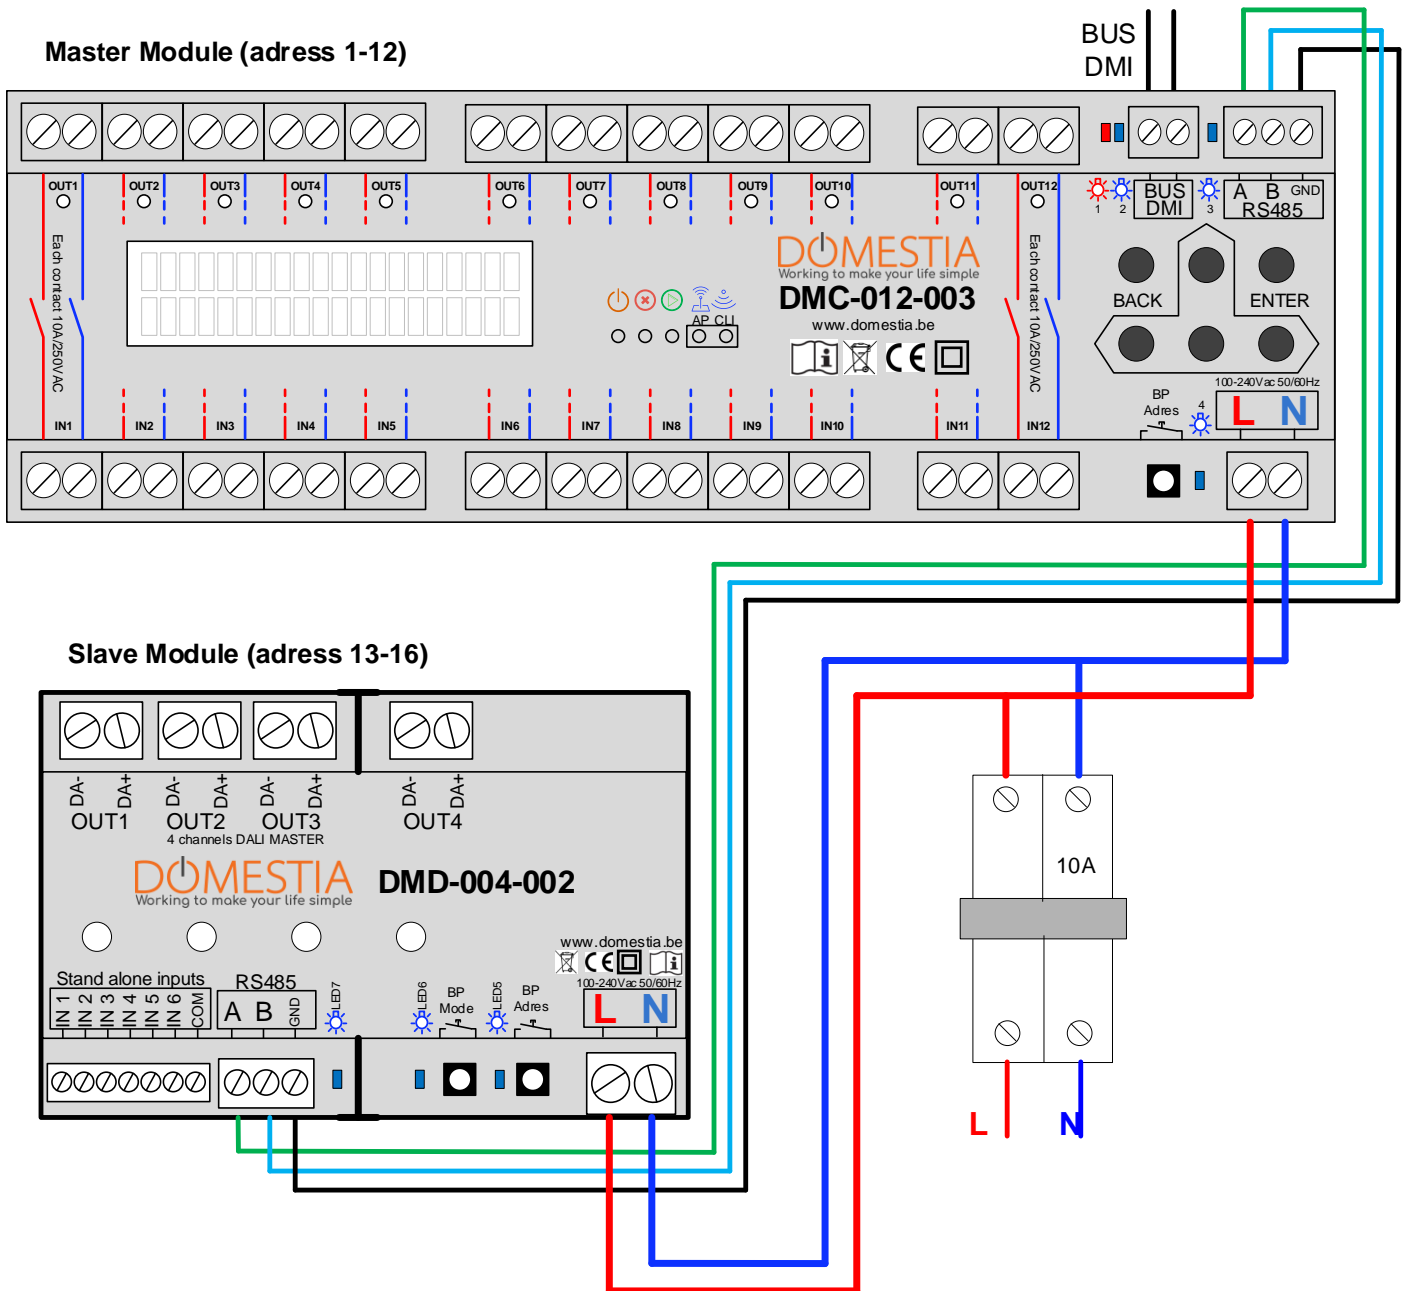 BUS
DMI
Master Module (adress 1-12)
OUT1
OUT2
OUT3
OUT4
OUT5
OUT6
OUT7
OUT8
OUT9
OUT10
OUT11
OUT12
1
2
BUS
DMI
3
A B GND
RS485
Each contact 10A/250VAC
DOMESTIA
Working to make your life simple
DMC-012-003
www.domestia.be
AP CLI
Each contact 10A/250VAC
BACK
ENTER
100-240Vac 50/60Hz
BP
Adres
4
L N
IN1
IN2
IN3
IN4
IN5
IN6
IN7
IN8
IN9
IN10
IN11
IN12
Slave Module (adress 13-16)
DA-
DA+
OUT1
DA-
DA+
OUT2
DA-
DA+
OUT3
DA-
DA+
OUT4
4 channels DALI MASTER
DOMESTIA
Working to make your life simple
DMD-004-002
www.domestia.be
Stand alone inputs
IN 1
IN 2
IN 3
IN 4
IN 5
IN 6
COM
RS485
A B GND
LED7
LED6
BP
Mode
LED5
BP
Adres
100-240Vac 50/60Hz
L N
10A
L
N